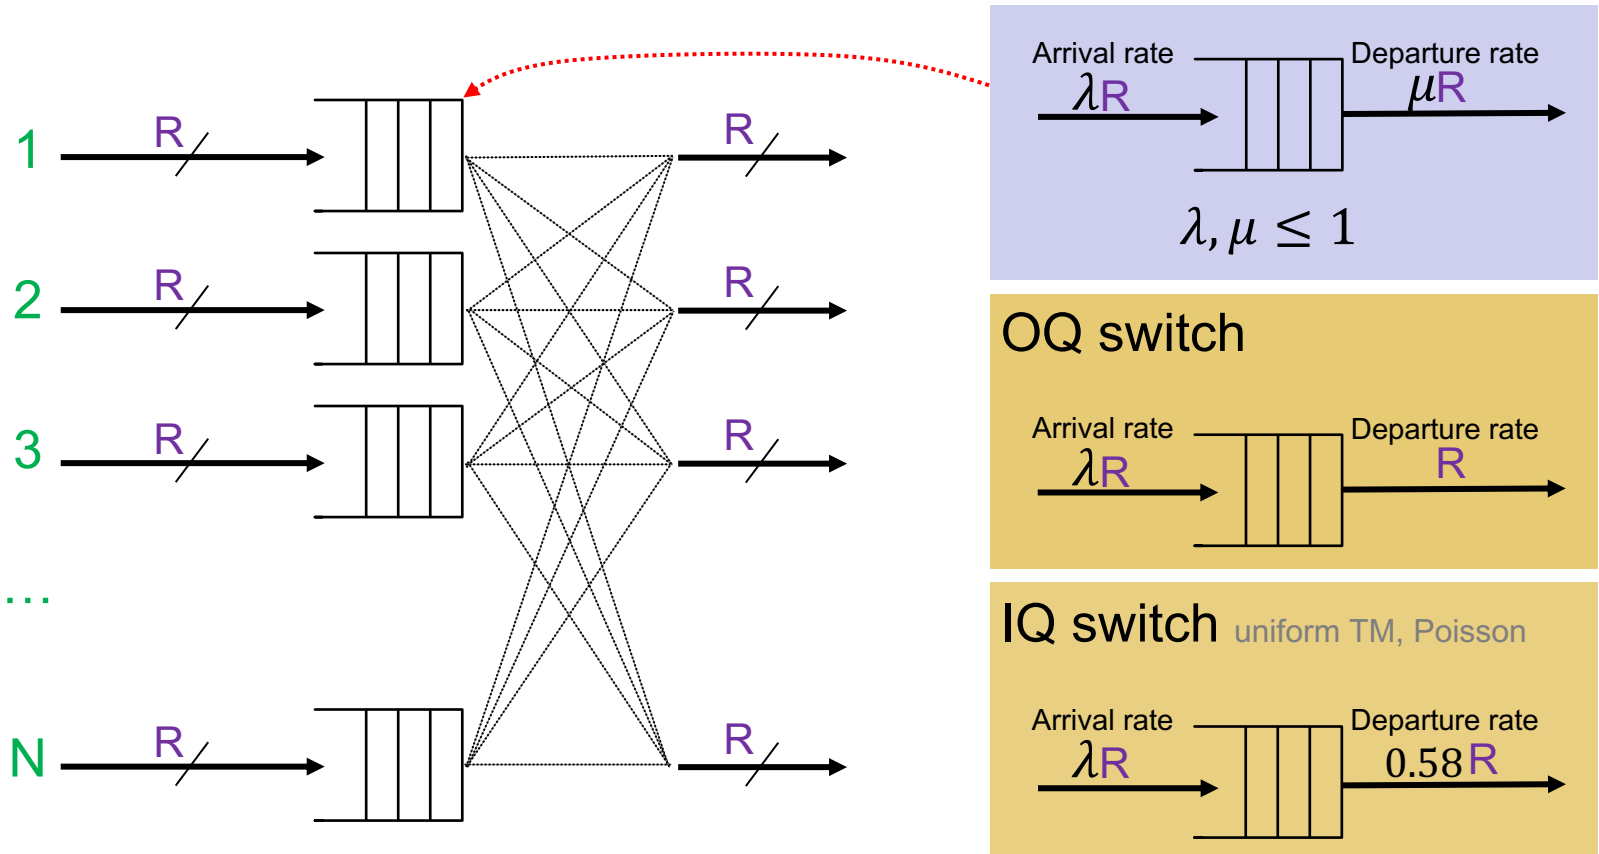 1 R R
2 R R
3 R R
...
N R R
Arrival rate Departure rate
λR μR
λ, μ ≤ 1
OQ switch
Arrival rate Departure rate
λR R
IQ switch uniform TM, Poisson
Arrival rate Departure rate
λR 0.58R